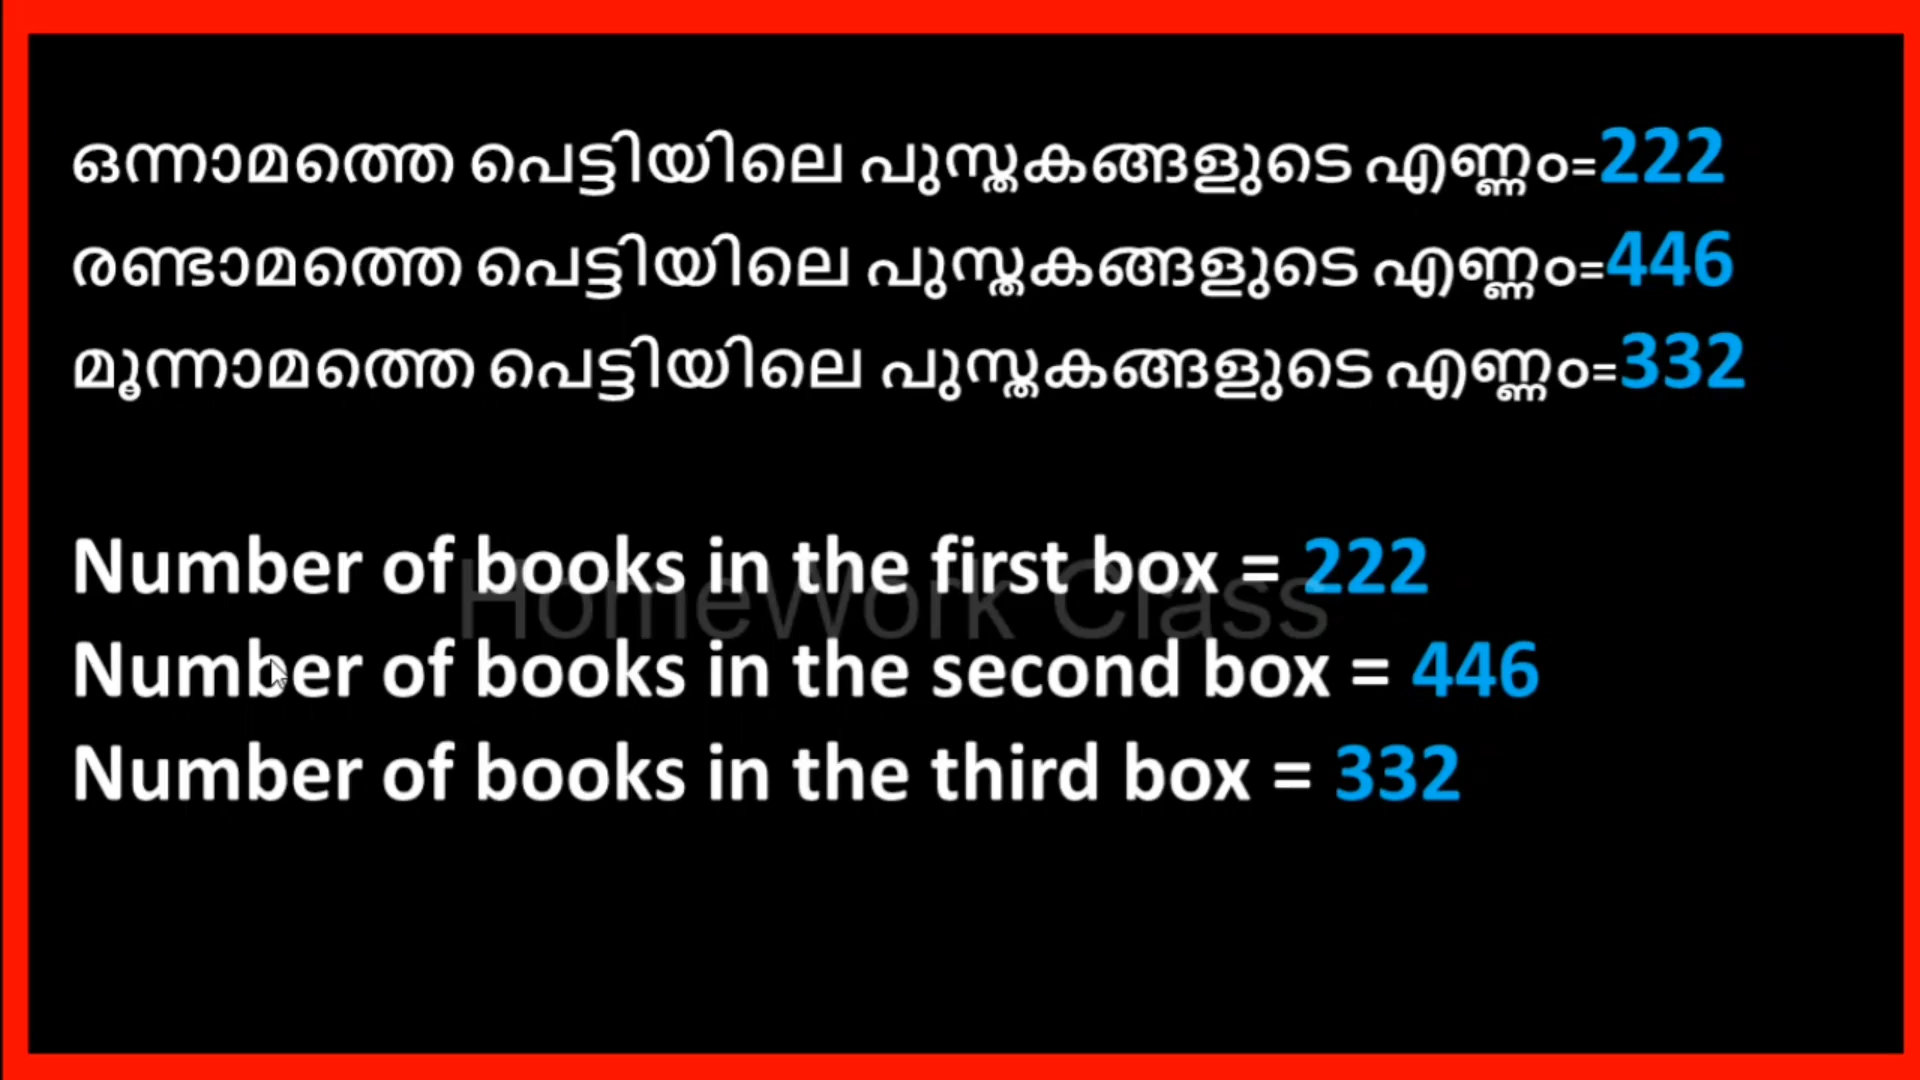 ഒന്നാമത്തെ പെട്ടിയിലെ പുസ്തകങ്ങളുടെ എണ്ണം=222
രണ്ടാമത്തെ പെട്ടിയിലെ പുസ്തകങ്ങളുടെ എണ്ണം=446
മൂന്നാമത്തെ പെട്ടിയിലെ പുസ്തകങ്ങളുടെ എണ്ണം=332
Number of books in the first box = 222
HomeWork Class
Number of books in the second box = 446
Number of books in the third box = 332